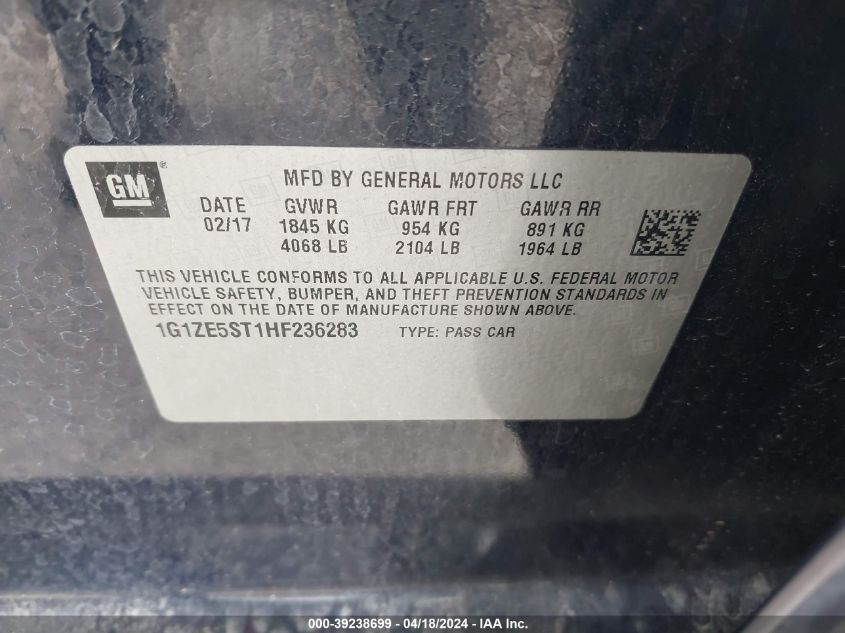 GM ®
MFD BY GENERAL MOTORS LLC
DATE GVWR GAWR FRT GAWR RR
02/17 1845 KG 954 KG 891 KG
4068 LB 2104 LB 1964 LB
THIS VEHICLE CONFORMS TO ALL APPLICABLE U.S. FEDERAL MOTOR
VEHICLE SAFETY, BUMPER, AND THEFT PREVENTION STANDARDS IN
EFFECT ON THE DATE OF MANUFACTURE SHOWN ABOVE.
1G1ZE5ST1HF236283 TYPE: PASS CAR
000-39238699 - 04/18/2024 - IAA Inc.